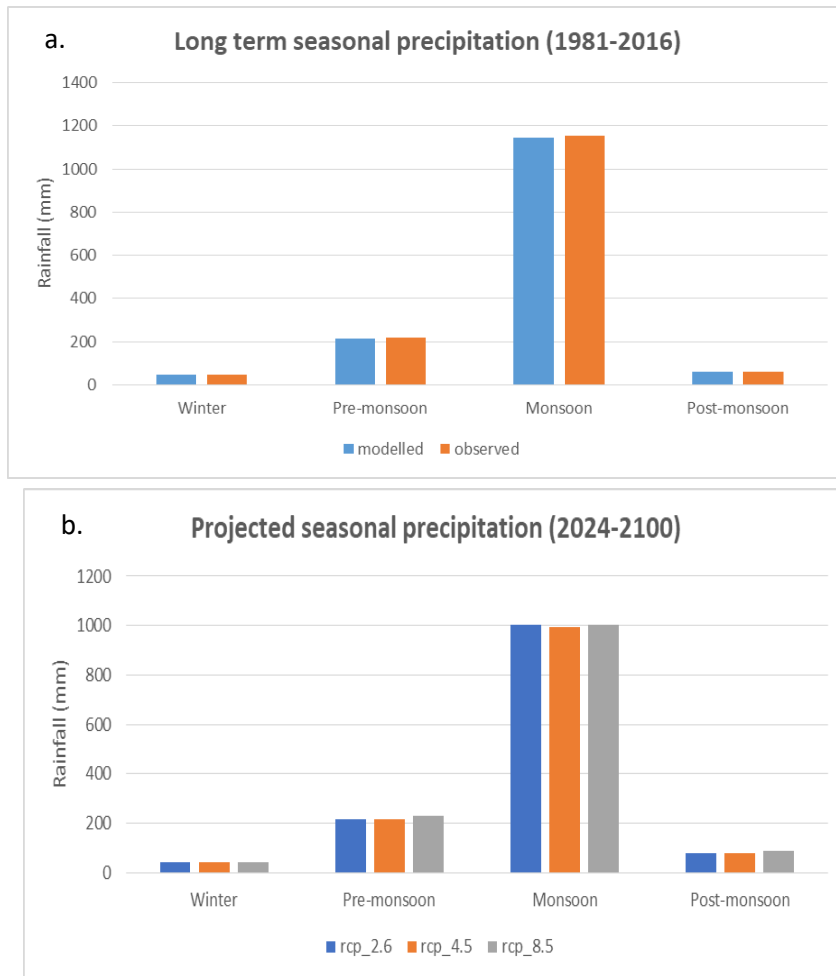 a.
Long term seasonal precipitation (1981-2016)
1400
1200
1000
800
600
400
200
0
Rainfall (mm)
Winter Pre-monsoon Monsoon Post-monsoon
modelled observed
b.
Projected seasonal precipitation (2024-2100)
1200
1000
800
600
400
200
0
Rainfall (mm)
Winter Pre-monsoon Monsoon Post-monsoon
rcp_2.6 rcp_4.5 rcp_8.5